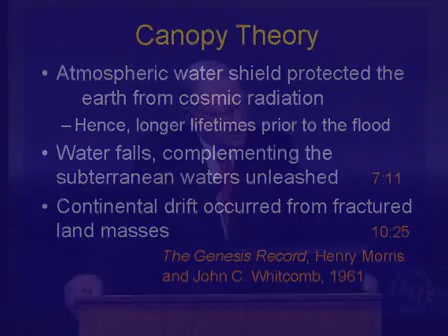 Canopy Theory
• Atmospheric water shield protected the
earth from cosmic radiation
– Hence, longer lifetimes prior to the flood
• Water falls, complementing the
subterranean waters unleashed 7:11
• Continental drift occurred from fractured
land masses 10:25
The Genesis Record, Henry Morris
and John C. Whitcomb, 1961